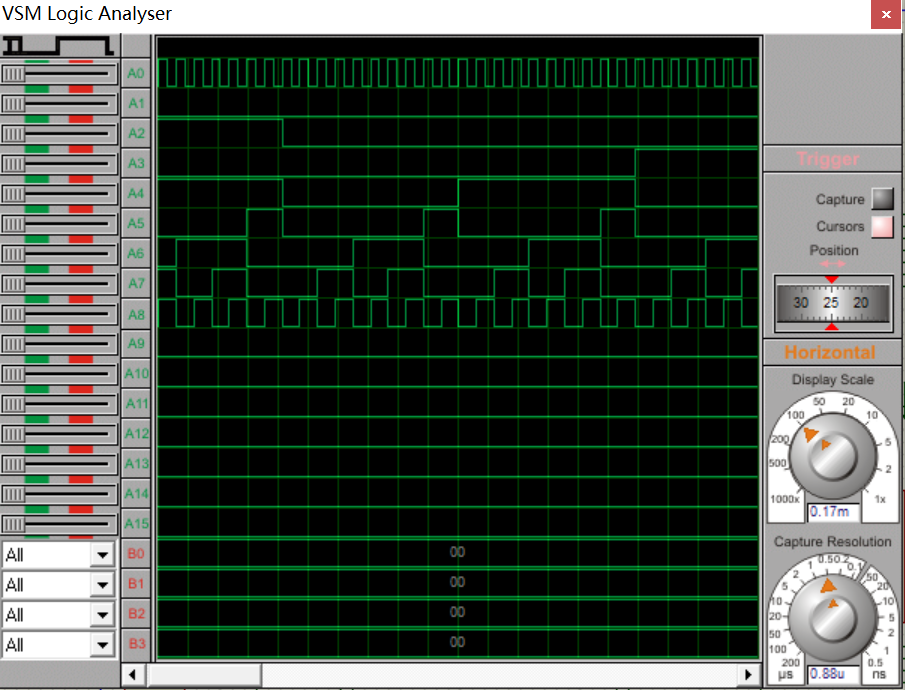 VSM Logic Analyser
×
A0
A1
A2
A3
A4
A5
A6
A7
A8
A9
A10
A11
A12
A13
A14
A15
All B0 00
All B1 00
All B2 00
All B3 00
Trigger
Capture
Cursors
Position
30 25 20
Horizontal
Display Scale
1000x 500 200 100 50 20 10 5 2 1x
0.17m
Capture Resolution
200 100 50 20 10 5 2 1 0.5 0.2 0.1 50 20 10 5 2 1 0.5
µs ns
0.88u